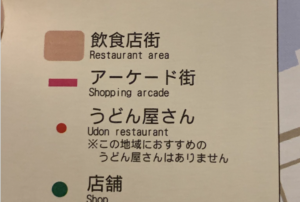 飲食店街
Restaurant area
アーケード街
Shopping arcade
うどん屋さん
Udon restaurant
※この地域におすすめの
うどん屋さんはありません
店舗
Shop